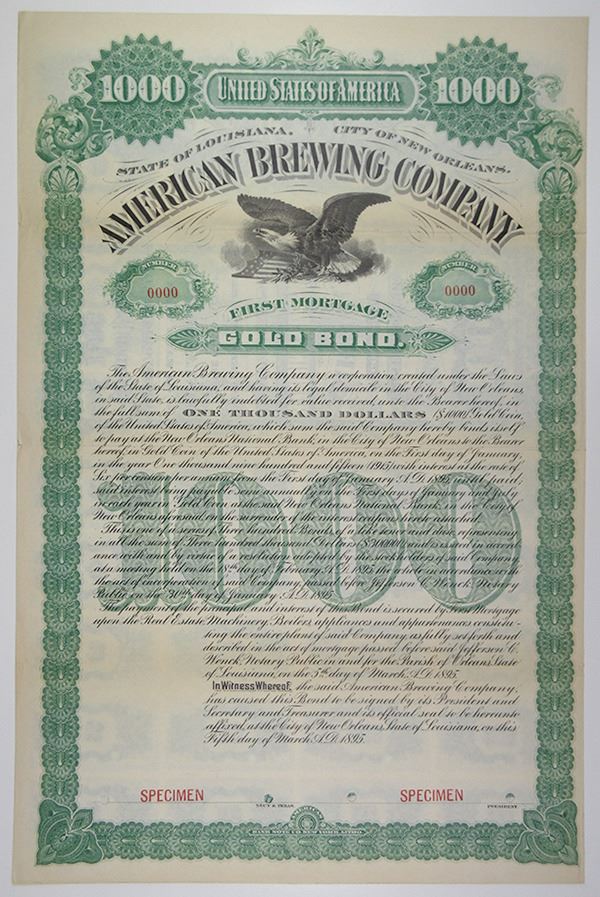 1000 UNITED STATES OF AMERICA 1000
STATE OF LOUISIANA. CITY OF NEW ORLEANS.
AMERICAN BREWING COMPANY
NUMBER NUMBER
0000 0000
FIRST MORTGAGE
GOLD BOND.
The American Brewing Company a corporation created under the Laws
of the State of Louisiana, and having its legal domicile in the City of New Orleans,
in said State, is lawfully indebted for value received, unto the Bearer hereof, in
the full sum of ONE THOUSAND DOLLARS ($1000) Gold Coin,
of the United States of America, which sum the said Company hereby binds itself
to pay at the New Orleans National Bank, in the City of New Orleans to the Bearer
hereof, in Gold Coin of the United States of America, on the First day of January,
in the year One thousand nine hundred and fifteen (1915) with interest at the rate of
Six per cent per annum from the First day of January A.D. 1895 until paid,
said interest being payable semi annually on the First days of January and July
in each year in Gold Coin at the said New Orleans National Bank, in the City of
New Orleans aforesaid, on the surrender of the interest coupons hereto attached.
This is one of a series of Three hundred Bonds, of like tenor and date, representing
in all the sum of Three hundred thousand Dollars ($300000) and is issued in accord-
ance with and by virtue of a resolution adopted by the stockholders of said Company
at a meeting held on the 18th day of February A.D. 1895, the whole in accordance with
the act of incorporation of said Company, passed before Jefferson C. Wenck, Notary
Public on the 30th day of January A.D. 1895.
The payment of the principal and interest of this Bond is secured by First Mortgage
upon the Real Estate, Machinery, Boilers, appliances and appurtenances constitu-
ting the entire plant of said Company as fully set forth and
described in the act of mortgage passed before said Jefferson C.
Wenck, Notary Public in and for the Parish of Orleans, State
of Louisiana, on the 5th day of March, A.D. 1895.
In Witness Whereof, the said American Brewing Company,
has caused this Bond to be signed by its President and
Secretary and Treasurer and its official seal to be hereunto
affixed, at the City of New Orleans, State of Louisiana, on this
Fifth day of March A.D. 1895.
1000
SPECIMEN SPECIMEN
SECY & TREAS. PRESIDENT
AMERICAN
BANK NOTE CO. NEW YORK